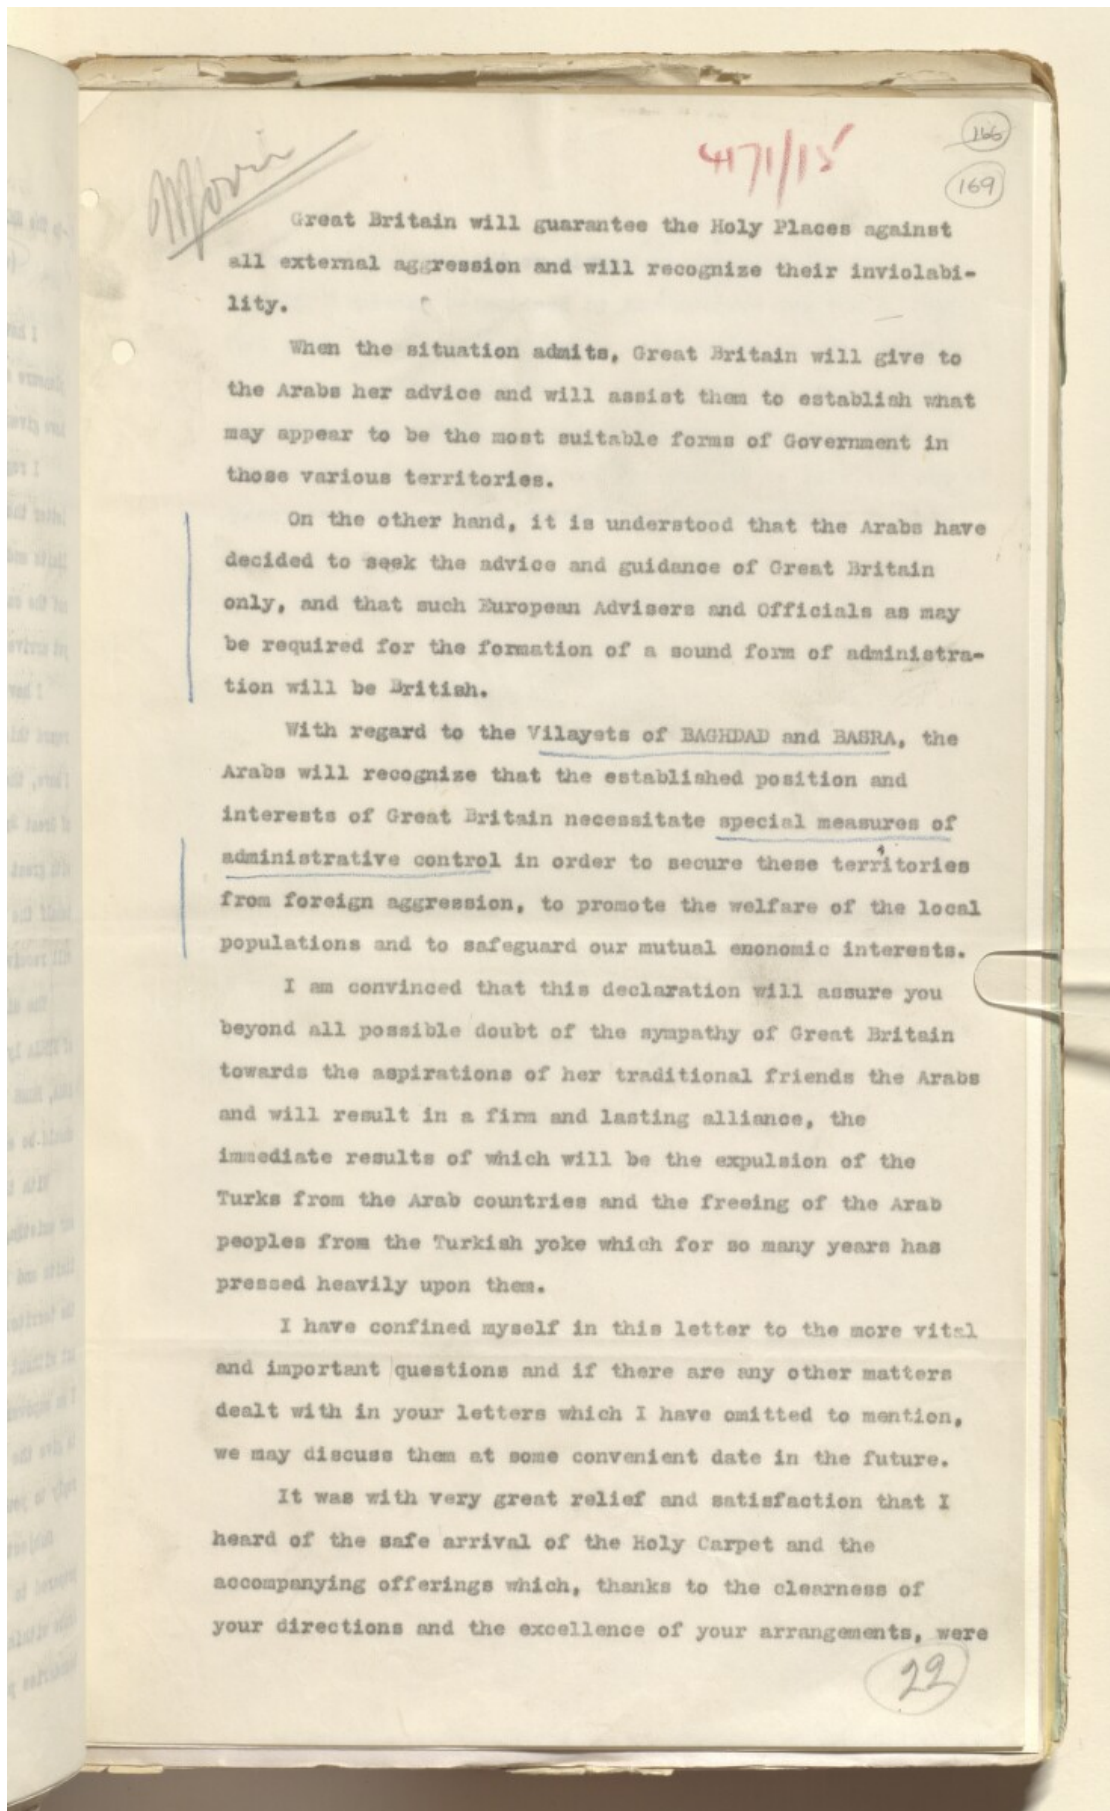 4171/15
166
169
Great Britain will guarantee the Holy Places against
all external aggression and will recognize their inviolabi-
lity.
When the situation admits, Great Britain will give to
the Arabs her advice and will assist them to establish what
may appear to be the most suitable forms of Government in
those various territories.
On the other hand, it is understood that the Arabs have
decided to seek the advice and guidance of Great Britain
only, and that such European Advisers and Officials as may
be required for the formation of a sound form of administra-
tion will be British.
With regard to the Vilayets of BAGHDAD and BASRA, the
Arabs will recognise that the established position and
interests of Great Britain necessitate special measures of
administrative control in order to secure these territories
from foreign aggression, to promote the welfare of the local
populations and to safeguard our mutual enonomic interests.
I am convinced that this declaration will assure you
beyond all possible doubt of the sympathy of Great Britain
towards the aspirations of her traditional friends the Arabs
and will result in a firm and lasting alliance, the
immediate results of which will be the expulsion of the
Turks from the Arab countries and the freeing of the Arab
peoples from the Turkish yoke which for so many years has
pressed heavily upon them.
I have confined myself in this letter to the more vital
and important questions and if there are any other matters
dealt with in your letters which I have omitted to mention,
we may discuss them at some convenient date in the future.
It was with very great relief and satisfaction that I
heard of the safe arrival of the Holy Carpet and the
accompanying offerings which, thanks to the clearness of
your directions and the excellence of your arrangements, were
22